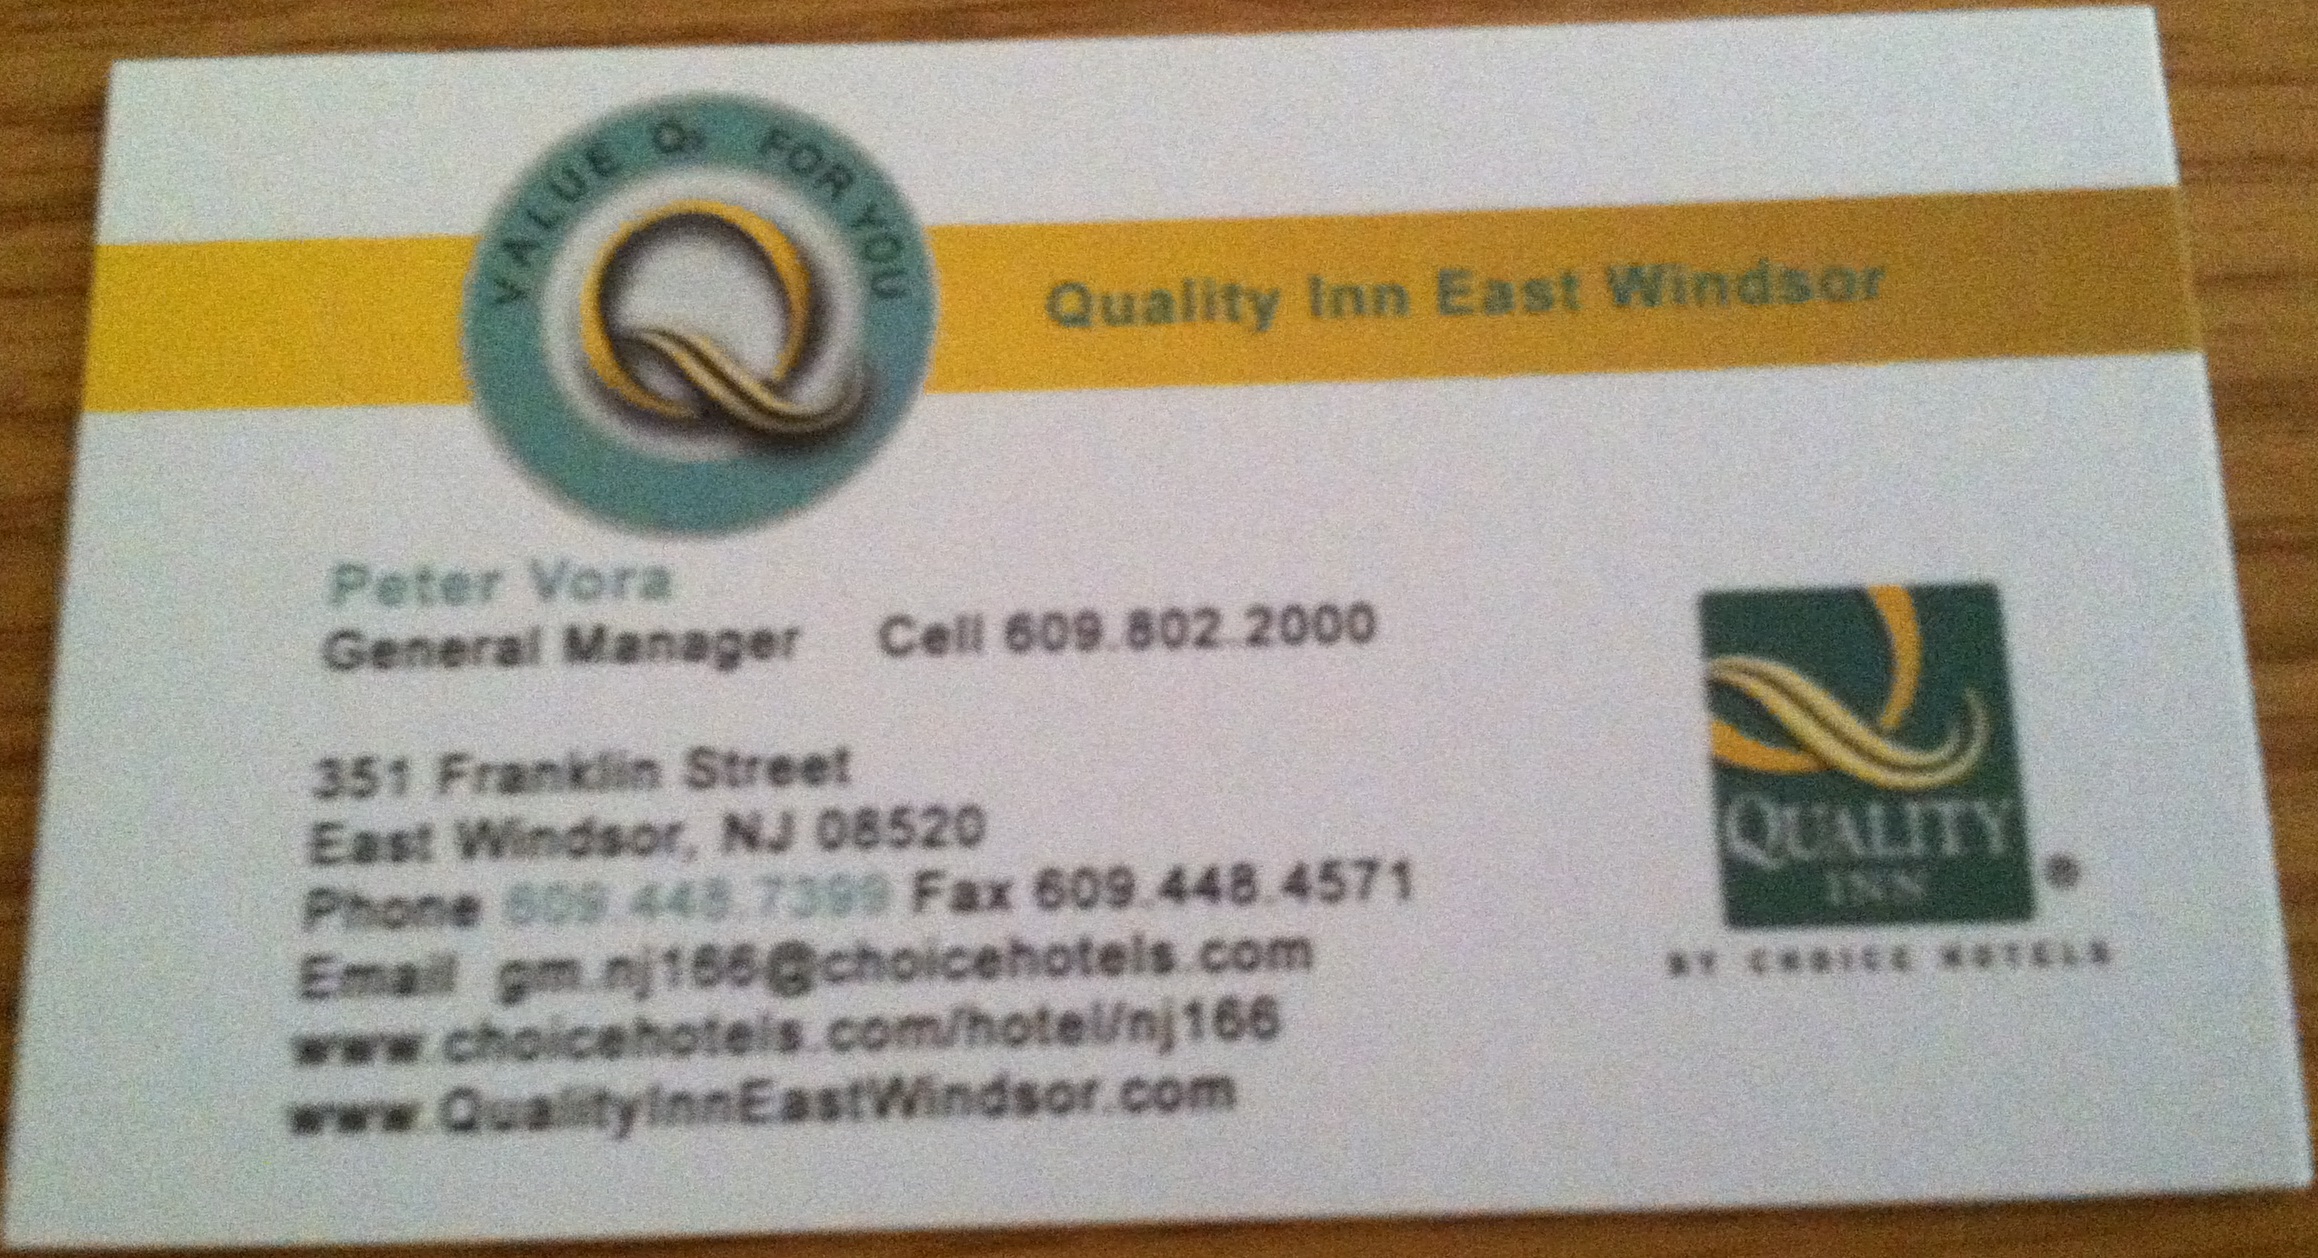 VALUE Qs FOR YOU
Quality Inn East Windsor
Peter Vora
General Manager Cell 609.802.2000
351 Franklin Street
East Windsor, NJ 08520
Phone 609.448.7399 Fax 609.448.4571
Email gm.nj166@choicehotels.com
www.choicehotels.com/hotel/nj166
www.QualityInnEastWindsor.com
QUALITY
INN
®
BY CHOICE HOTELS